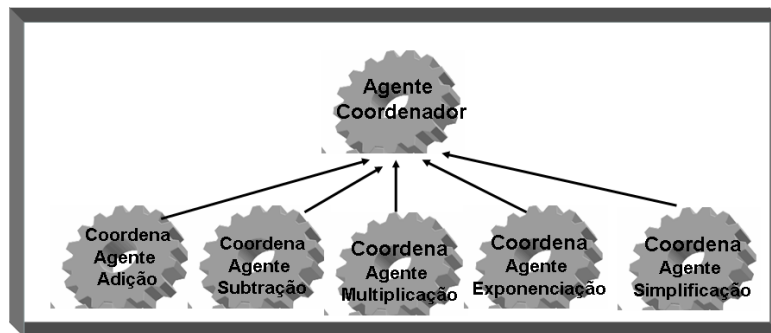 Agente
Coordenador
Coordena
Agente
Adição
Coordena
Agente
Subtração
Coordena
Agente
Multiplicação
Coordena
Agente
Exponenciação
Coordena
Agente
Simplificação